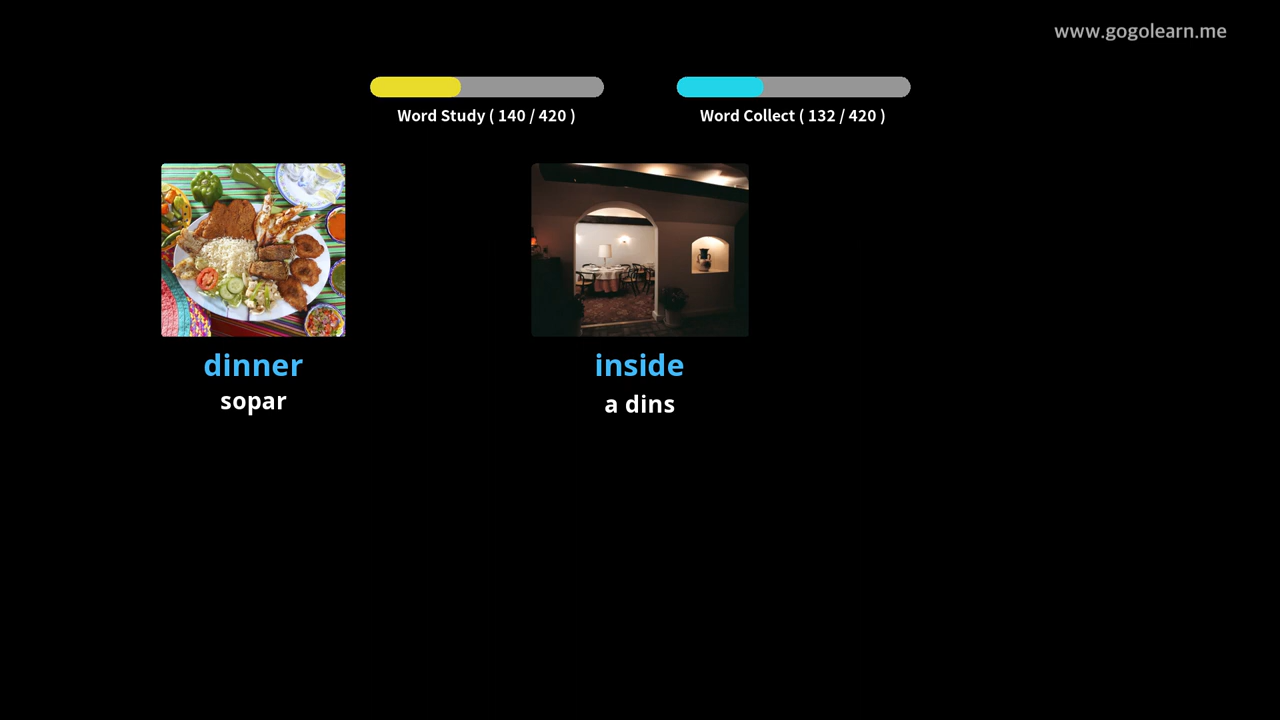 www.gogolearn.me
Word Study ( 140 / 420 )
Word Collect ( 132 / 420 )
dinner
sopar
inside
a dins